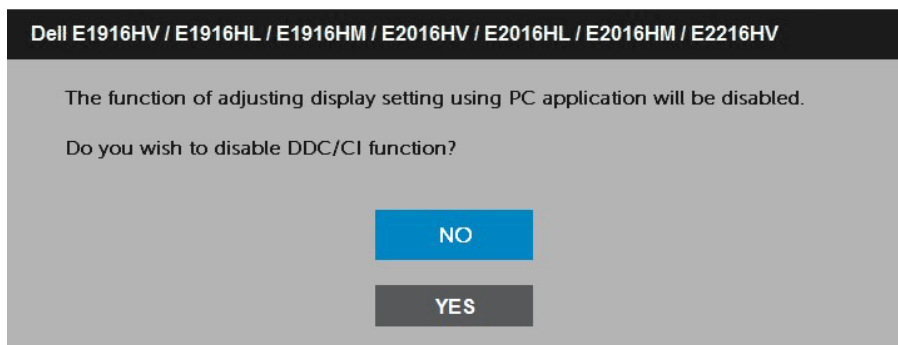 Dell E1916HV / E1916HL / E1916HM / E2016HV / E2016HL / E2016HM / E2216HV
The function of adjusting display setting using PC application will be disabled.
Do you wish to disable DDC/CI function?
NO
YES